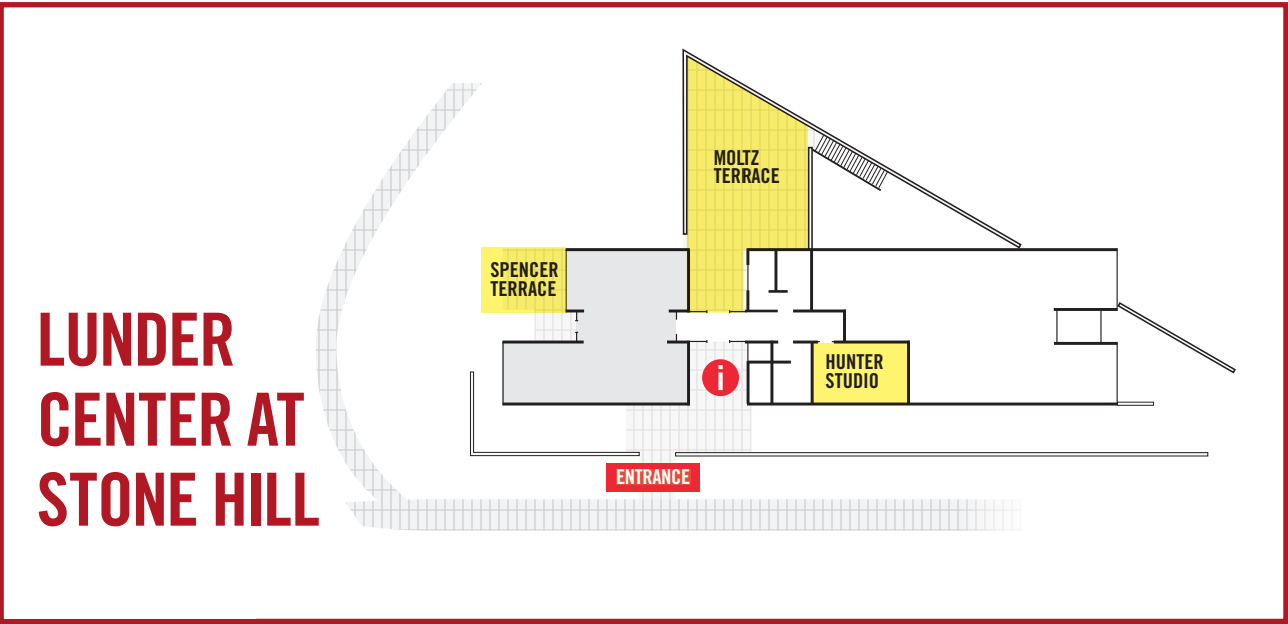 MOLTZ
TERRACE
SPENCER
TERRACE
HUNTER
STUDIO
i
ENTRANCE
LUNDER
CENTER AT
STONE HILL